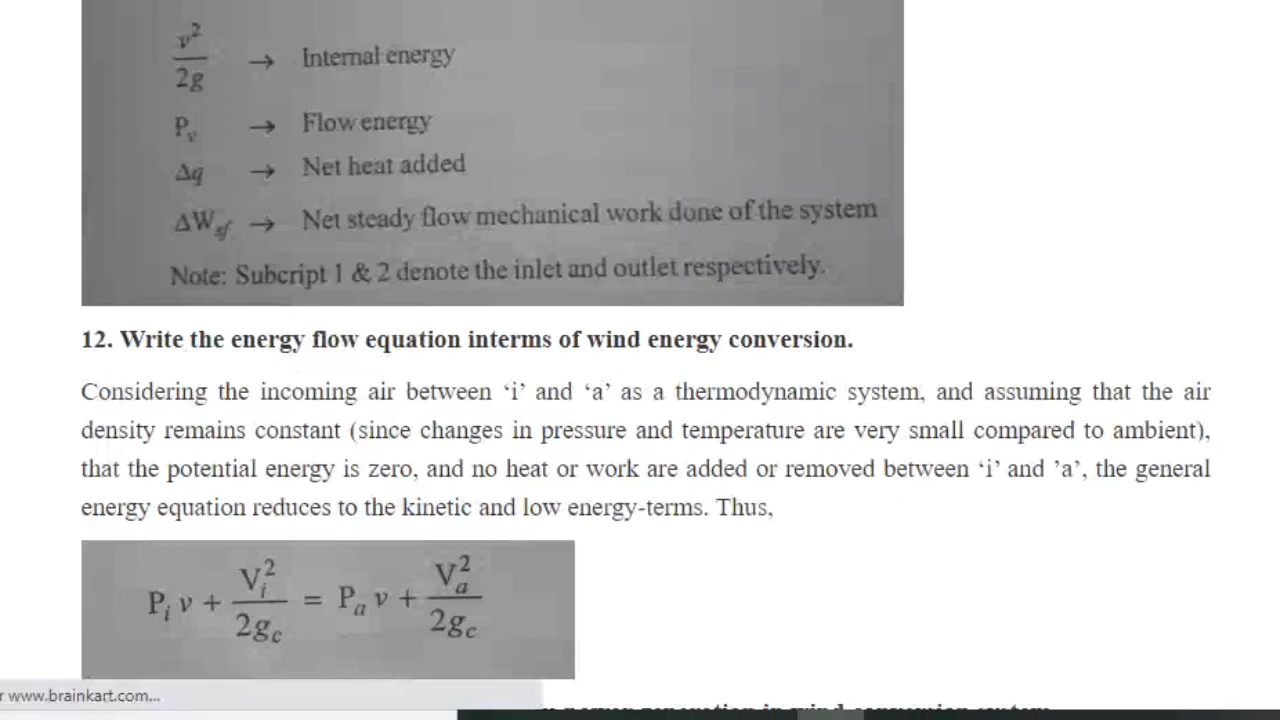 v²/2g → Internal energy
Pᵥ → Flow energy
Δq → Net heat added
ΔW_sf → Net steady flow mechanical work done of the system
Note: Subcript 1 & 2 denote the inlet and outlet respectively.
12. Write the energy flow equation interms of wind energy conversion.
Considering the incoming air between ‘i’ and ‘a’ as a thermodynamic system, and assuming that the air
density remains constant (since changes in pressure and temperature are very small compared to ambient),
that the potential energy is zero, and no heat or work are added or removed between ‘i’ and ’a’, the general
energy equation reduces to the kinetic and low energy-terms. Thus,
P_i v + V_i²/2g_c = P_a v + V_a²/2g_c
www.brainkart.com...